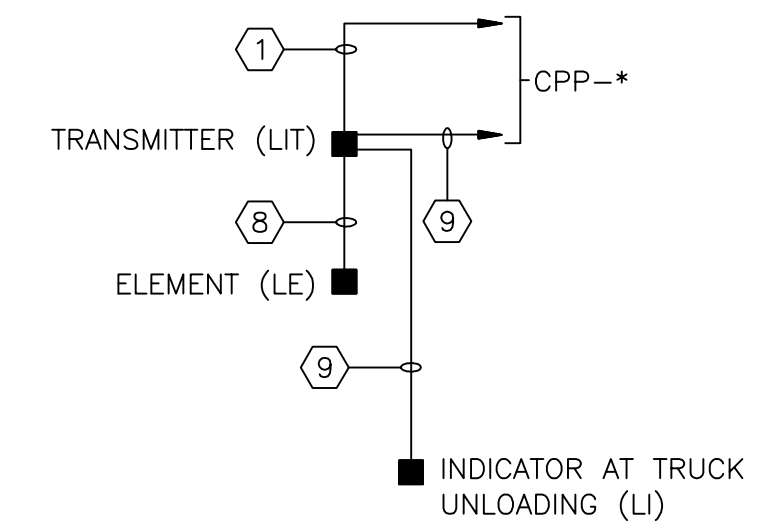 1
CPP-*
TRANSMITTER (LIT)
8
9
ELEMENT (LE)
9
INDICATOR AT TRUCK
UNLOADING (LI)